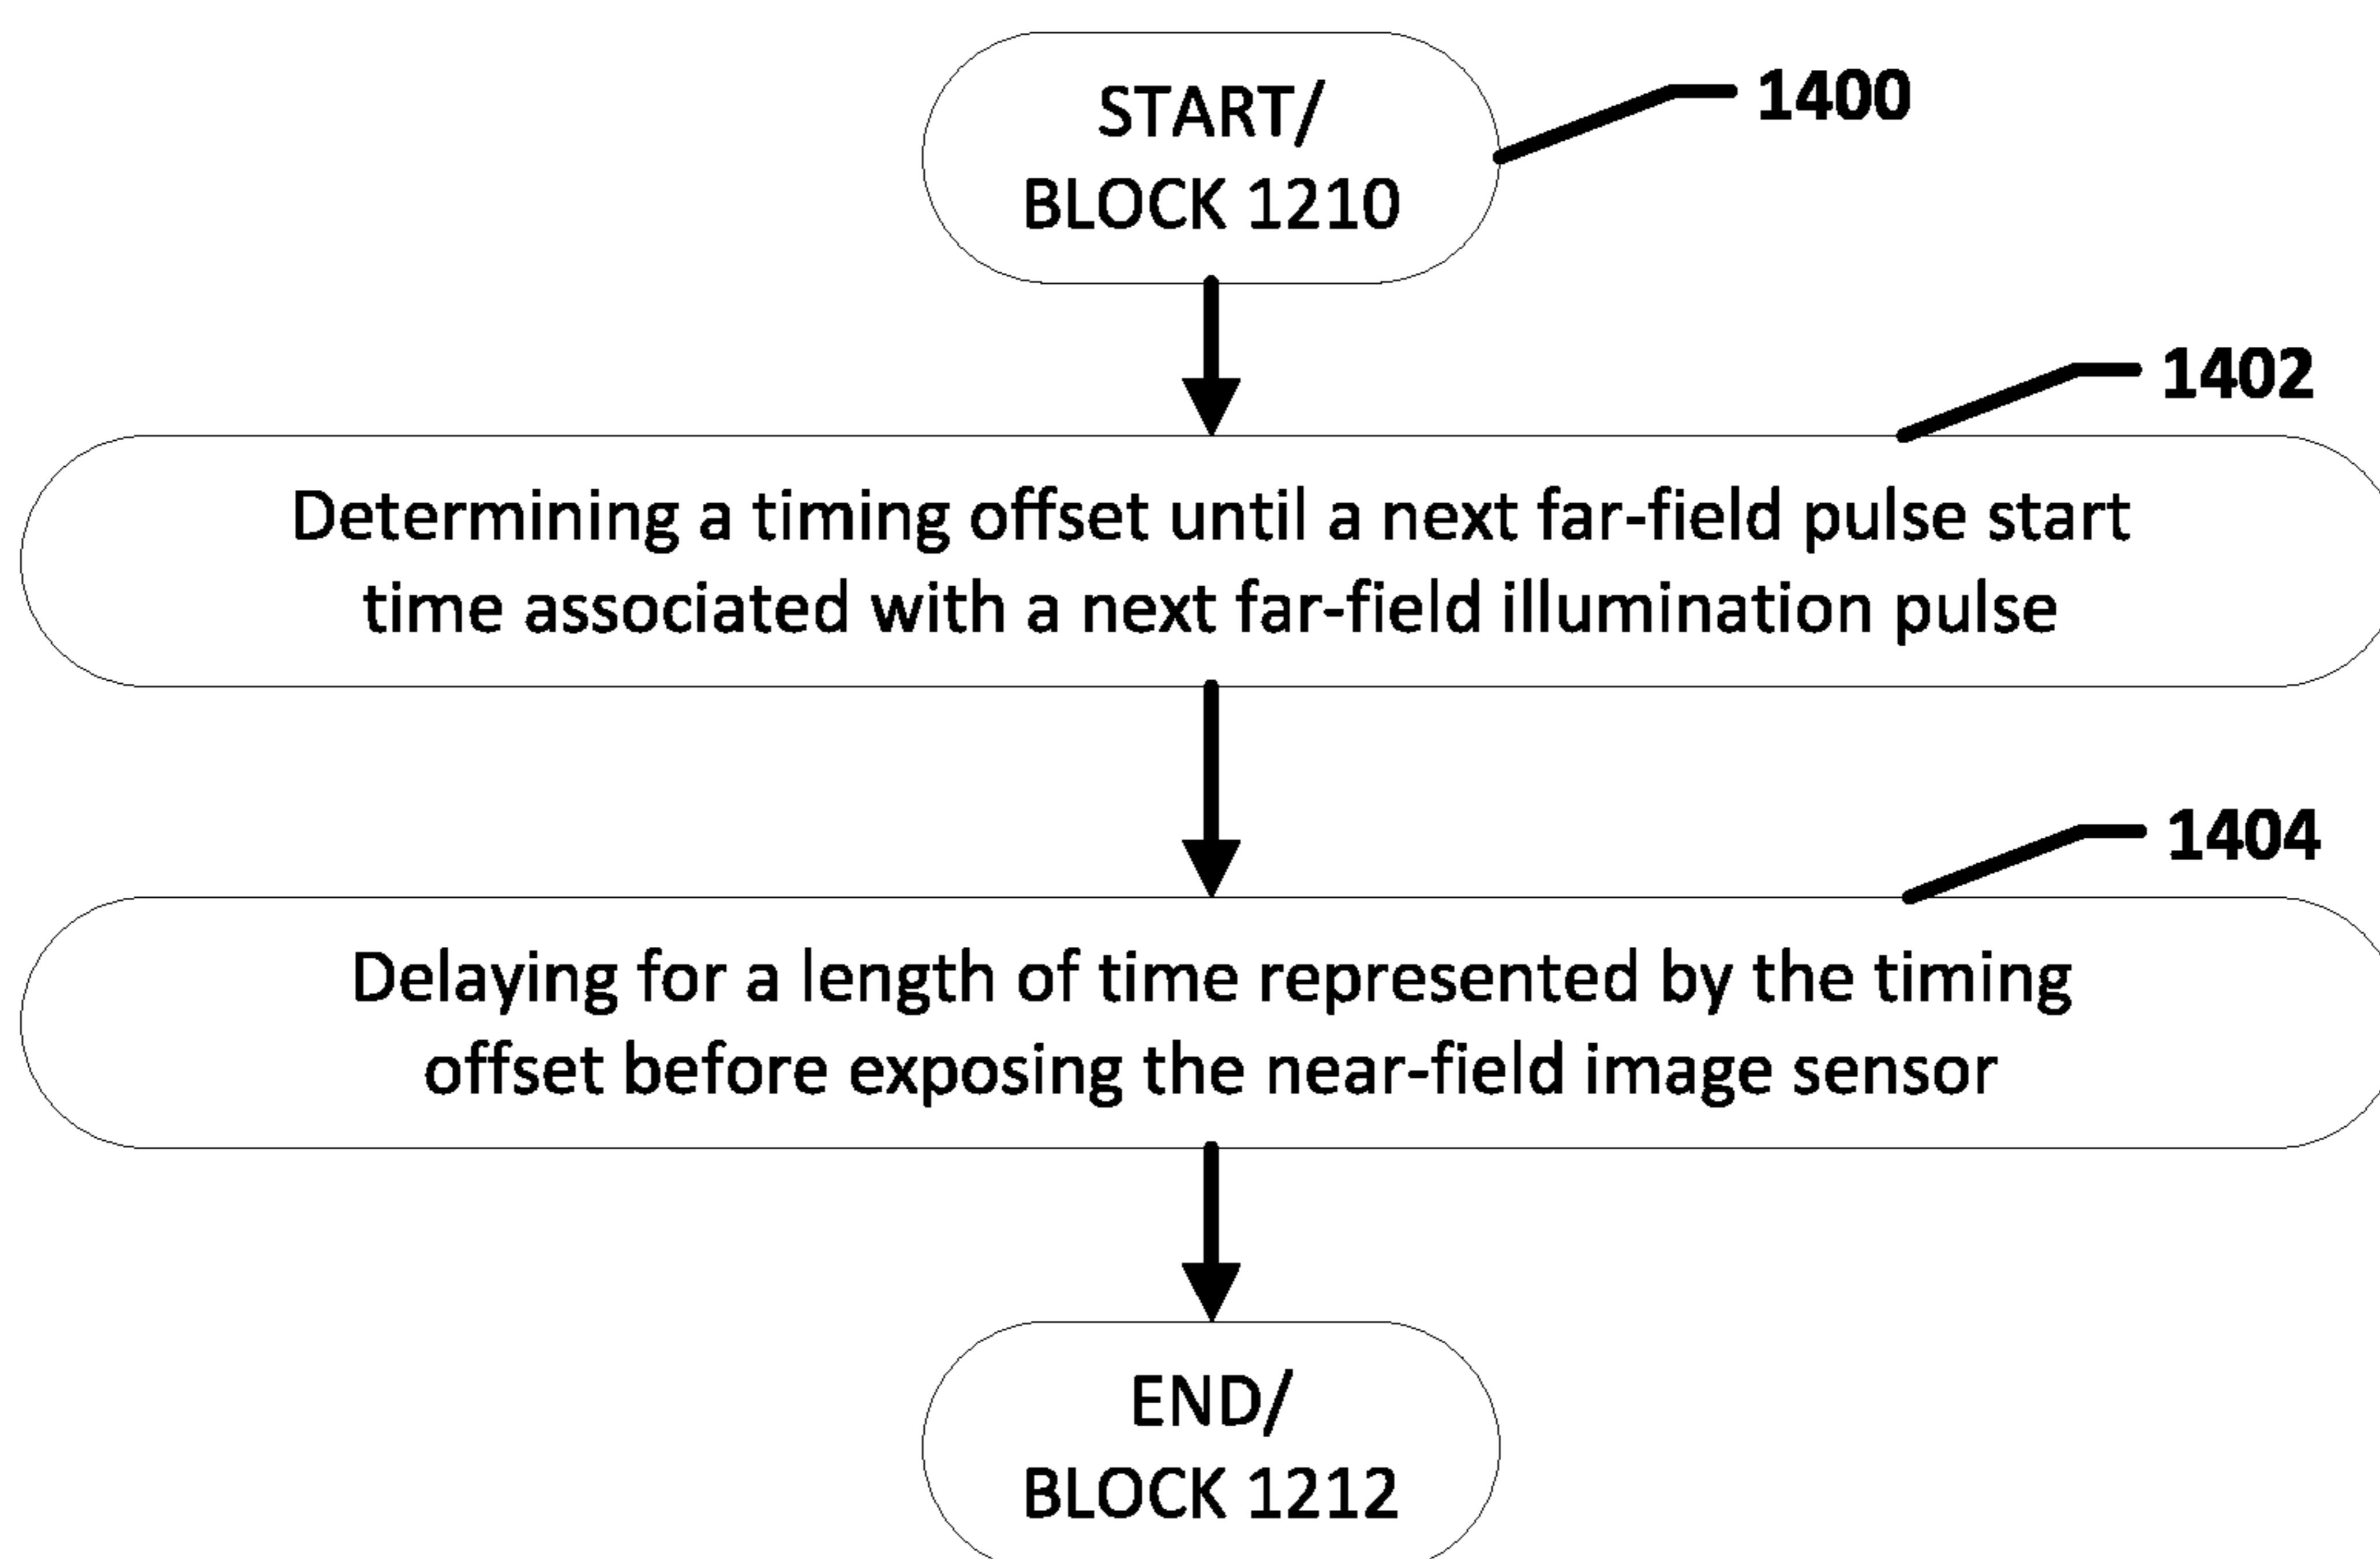 START/
BLOCK 1210
1400
1402
Determining a timing offset until a next far-field pulse start
time associated with a next far-field illumination pulse
1404
Delaying for a length of time represented by the timing
offset before exposing the near-field image sensor
END/
BLOCK 1212